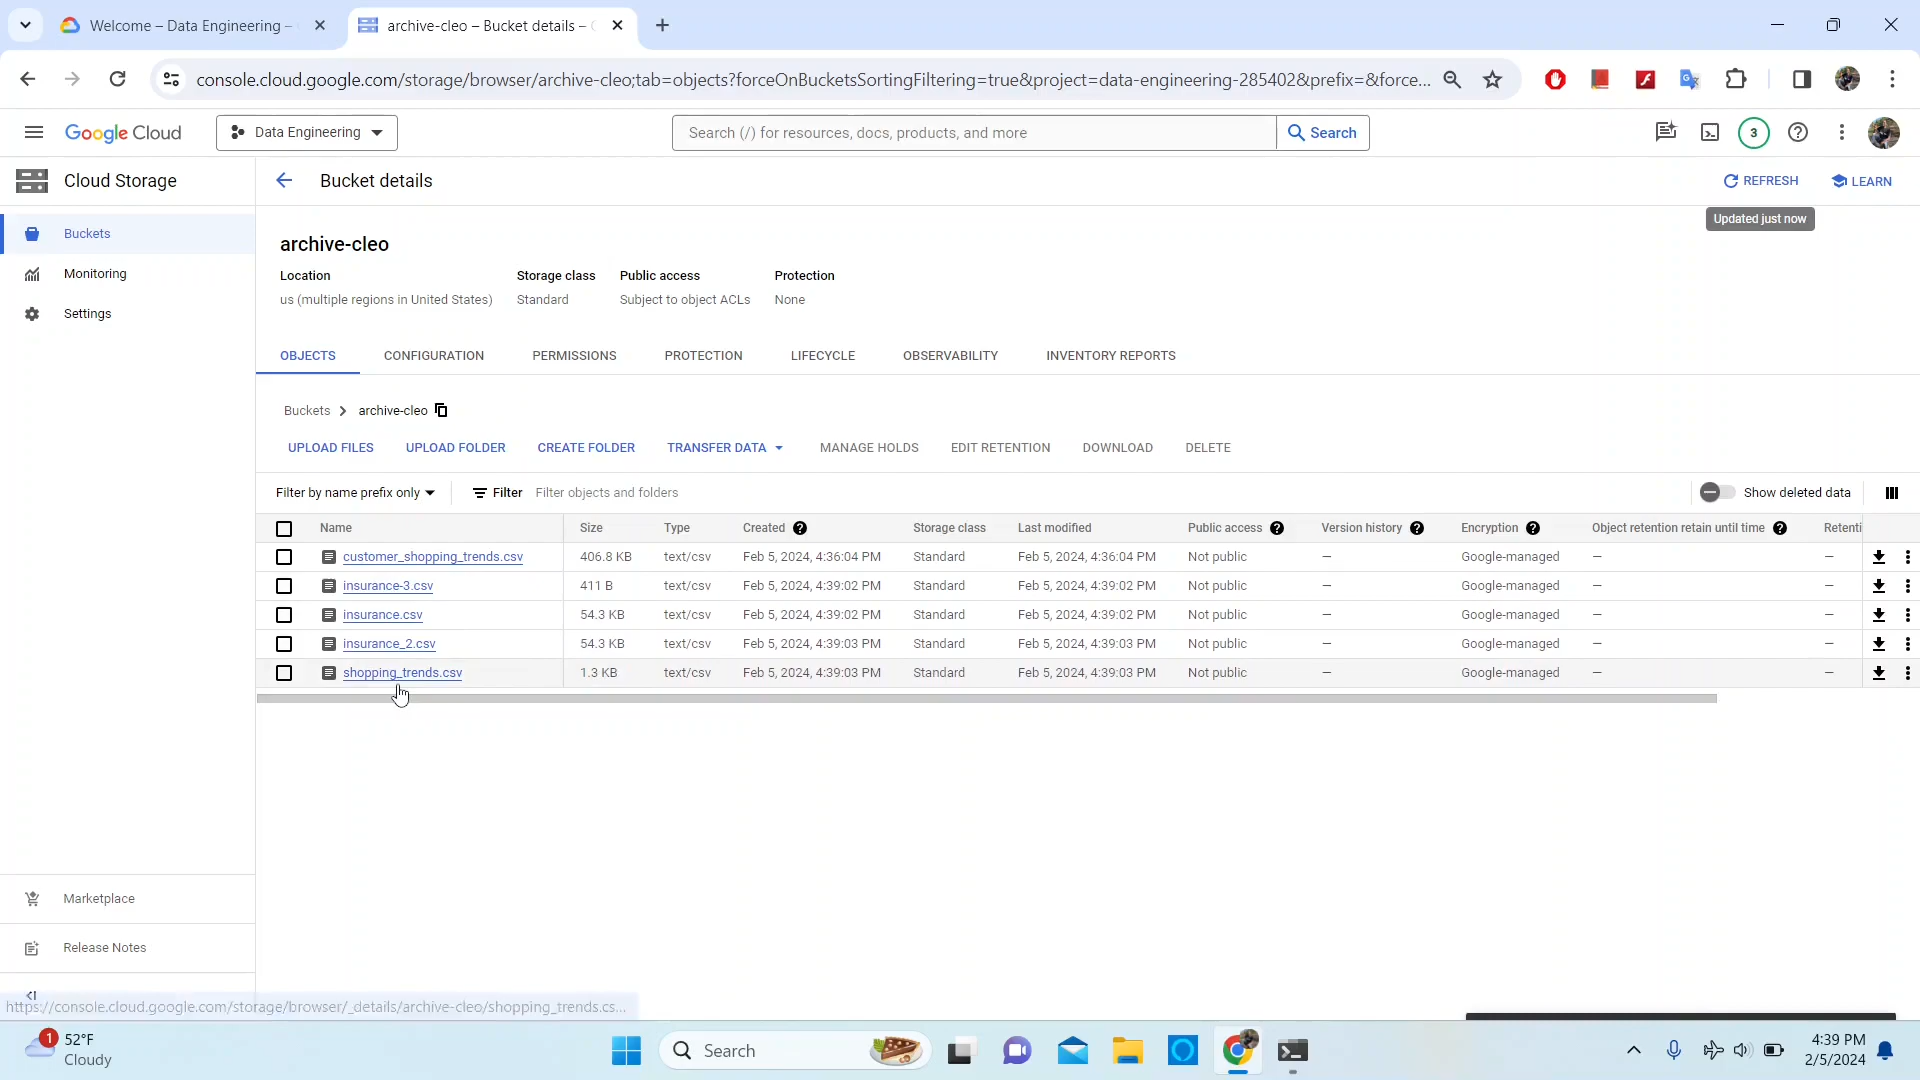 Welcome – Data Engineering –
archive-cleo – Bucket details –
console.cloud.google.com/storage/browser/archive-cleo;tab=objects?forceOnBucketsSortingFiltering=true&project=data-engineering-285402&prefix=&force...
Google Cloud
Data Engineering
Search (/) for resources, docs, products, and more
Search
3
Cloud Storage
Bucket details
REFRESH
LEARN
Updated just now
Buckets
Monitoring
Settings
archive-cleo
Location Storage class Public access Protection
us (multiple regions in United States) Standard Subject to object ACLs None
OBJECTS CONFIGURATION PERMISSIONS PROTECTION LIFECYCLE OBSERVABILITY INVENTORY REPORTS
Buckets > archive-cleo
UPLOAD FILES UPLOAD FOLDER CREATE FOLDER TRANSFER DATA MANAGE HOLDS EDIT RETENTION DOWNLOAD DELETE
Filter by name prefix only Filter Filter objects and folders Show deleted data
Name Size Type Created Storage class Last modified Public access Version history Encryption Object retention retain until time Retenti
customer_shopping_trends.csv 406.8 KB text/csv Feb 5, 2024, 4:36:04 PM Standard Feb 5, 2024, 4:36:04 PM Not public – Google-managed – –
insurance-3.csv 411 B text/csv Feb 5, 2024, 4:39:02 PM Standard Feb 5, 2024, 4:39:02 PM Not public – Google-managed – –
insurance.csv 54.3 KB text/csv Feb 5, 2024, 4:39:02 PM Standard Feb 5, 2024, 4:39:02 PM Not public – Google-managed – –
insurance_2.csv 54.3 KB text/csv Feb 5, 2024, 4:39:03 PM Standard Feb 5, 2024, 4:39:03 PM Not public – Google-managed – –
shopping_trends.csv 1.3 KB text/csv Feb 5, 2024, 4:39:03 PM Standard Feb 5, 2024, 4:39:03 PM Not public – Google-managed – –
Marketplace
Release Notes
https://console.cloud.google.com/storage/browser/_details/archive-cleo/shopping_trends.cs...
1
52°F
Cloudy
Search
4:39 PM
2/5/2024